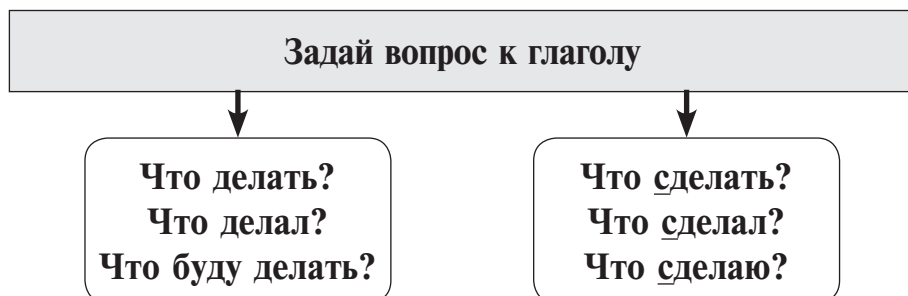 Задай вопрос к глаголу
Что делать?
Что делал?
Что буду делать?
Что сделать?
Что сделал?
Что сделаю?